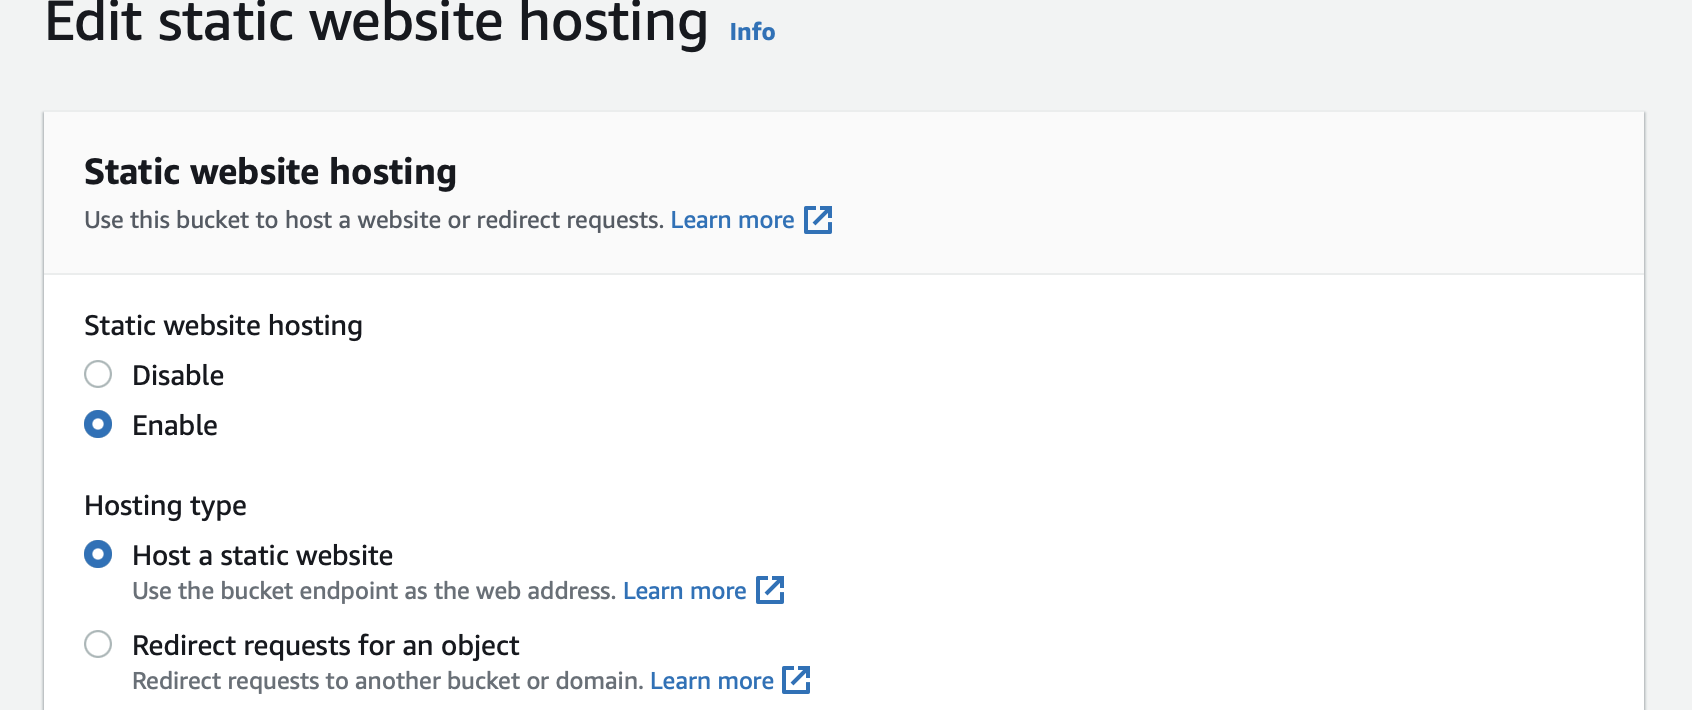 Edit static website hosting Info
Static website hosting
Use this bucket to host a website or redirect requests. Learn more
Static website hosting
Disable
Enable
Hosting type
Host a static website
Use the bucket endpoint as the web address. Learn more
Redirect requests for an object
Redirect requests to another bucket or domain. Learn more